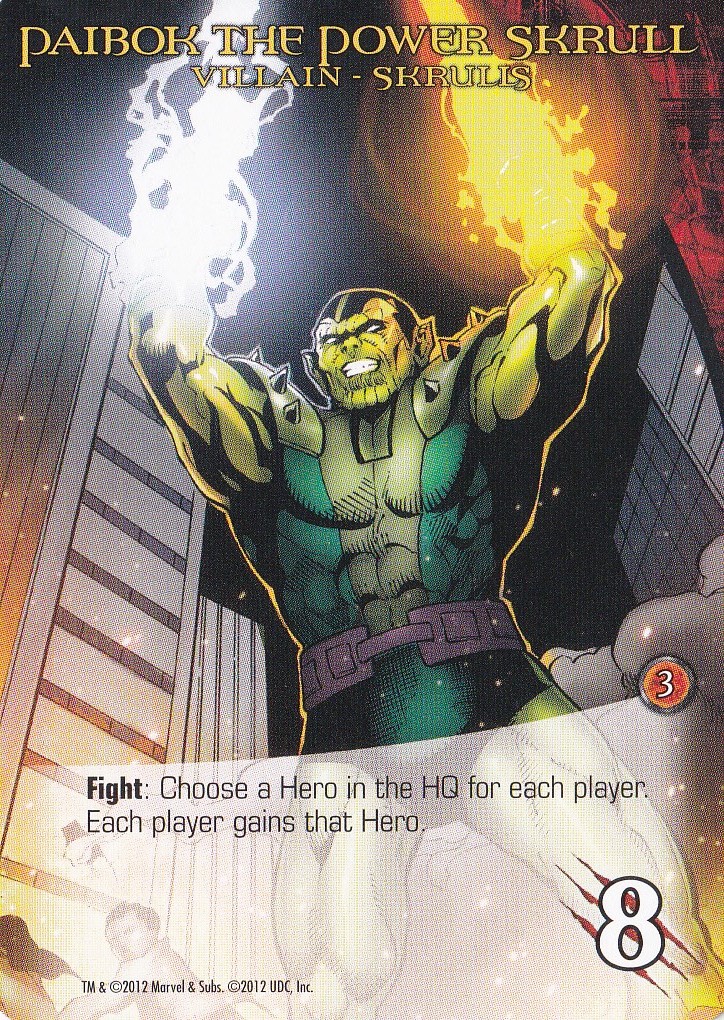 PAIBOK THE POWER SKRULL
VILLAIN - SKRULLS
3
Fight: Choose a Hero in the HQ for each player.
Each player gains that Hero.
8
TM & ©2012 Marvel & Subs. ©2012 UDC, Inc.